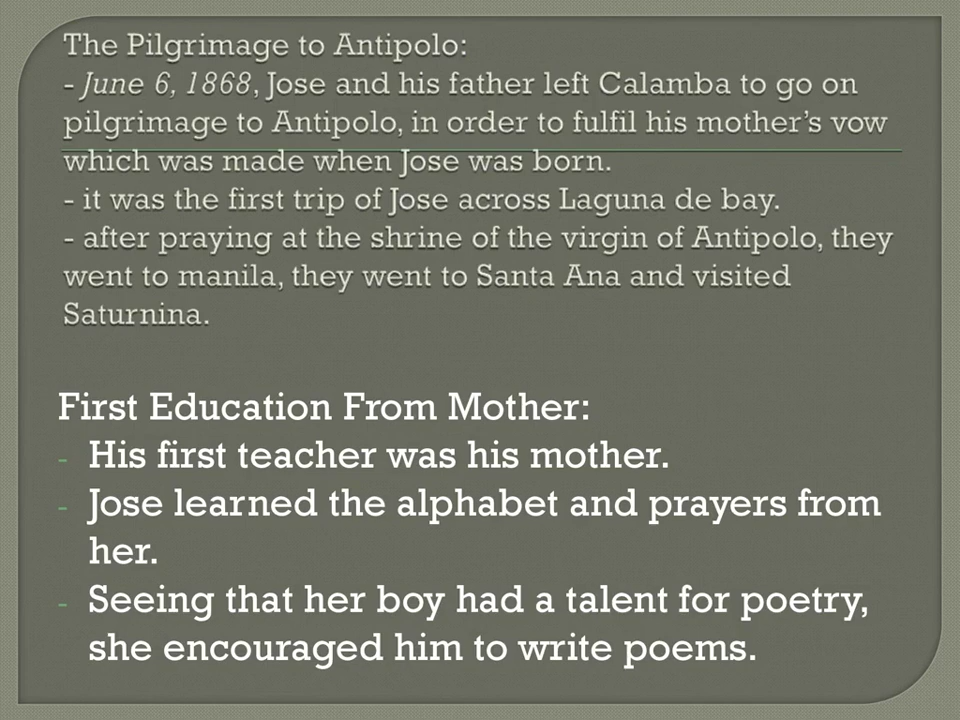 The Pilgrimage to Antipolo:
- June 6, 1868, Jose and his father left Calamba to go on
pilgrimage to Antipolo, in order to fulfil his mother's vow
which was made when Jose was born.
- it was the first trip of Jose across Laguna de bay.
- after praying at the shrine of the virgin of Antipolo, they
went to manila, they went to Santa Ana and visited
Saturnina.
First Education From Mother:
- His first teacher was his mother.
- Jose learned the alphabet and prayers from
her.
- Seeing that her boy had a talent for poetry,
she encouraged him to write poems.